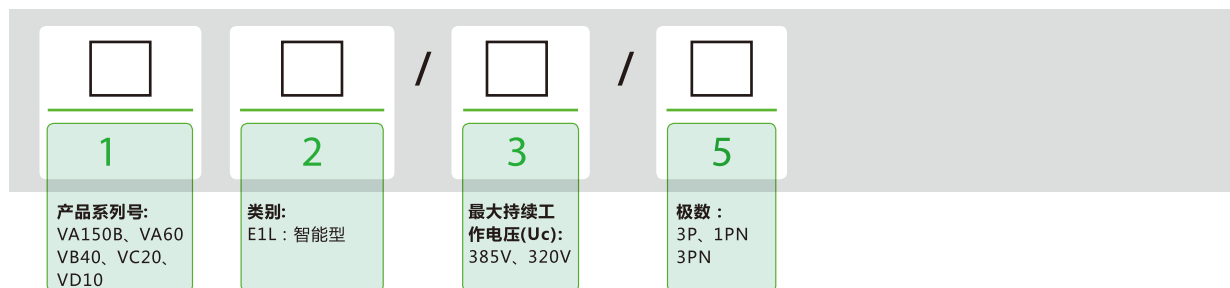 / /
1 2 3 5
产品系列号:
VA150B、VA60
VB40、VC20、
VD10
类别:
E1L：智能型
最大持续工
作电压(Uc):
385V、320V
极数：
3P、1PN
3PN